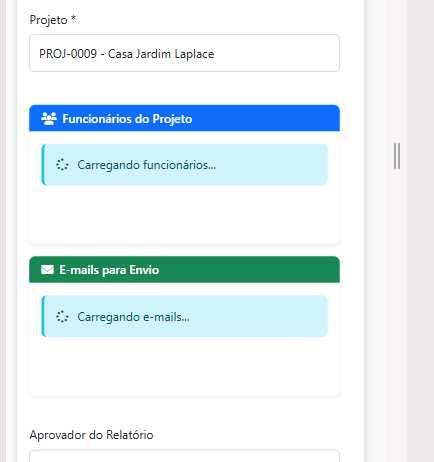 Projeto *
PROJ-0009 - Casa Jardim Laplace
Funcionários do Projeto
Carregando funcionários...
E-mails para Envio
Carregando e-mails...
Aprovador do Relatório